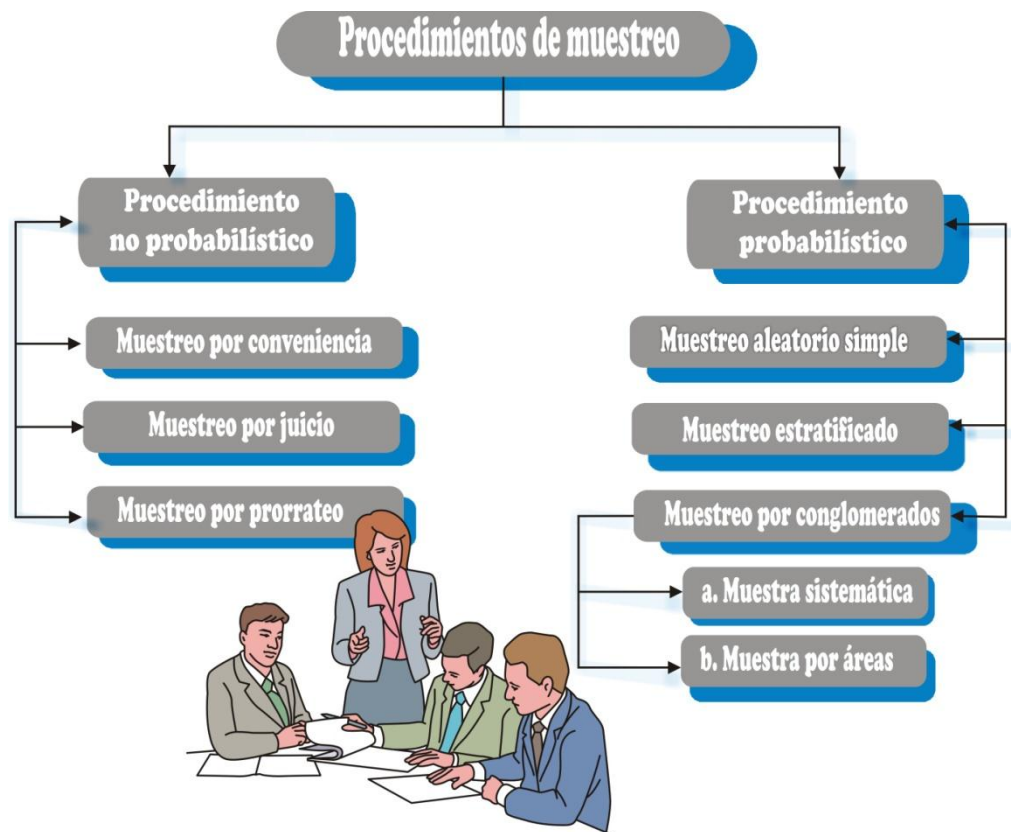 Procedimientos de muestreo
Procedimiento
no probabilístico
Muestreo por conveniencia
Muestreo por juicio
Muestreo por prorrateo
Procedimiento
probabilístico
Muestreo aleatorio simple
Muestreo estratificado
Muestreo por conglomerados
a. Muestra sistemática
b. Muestra por áreas